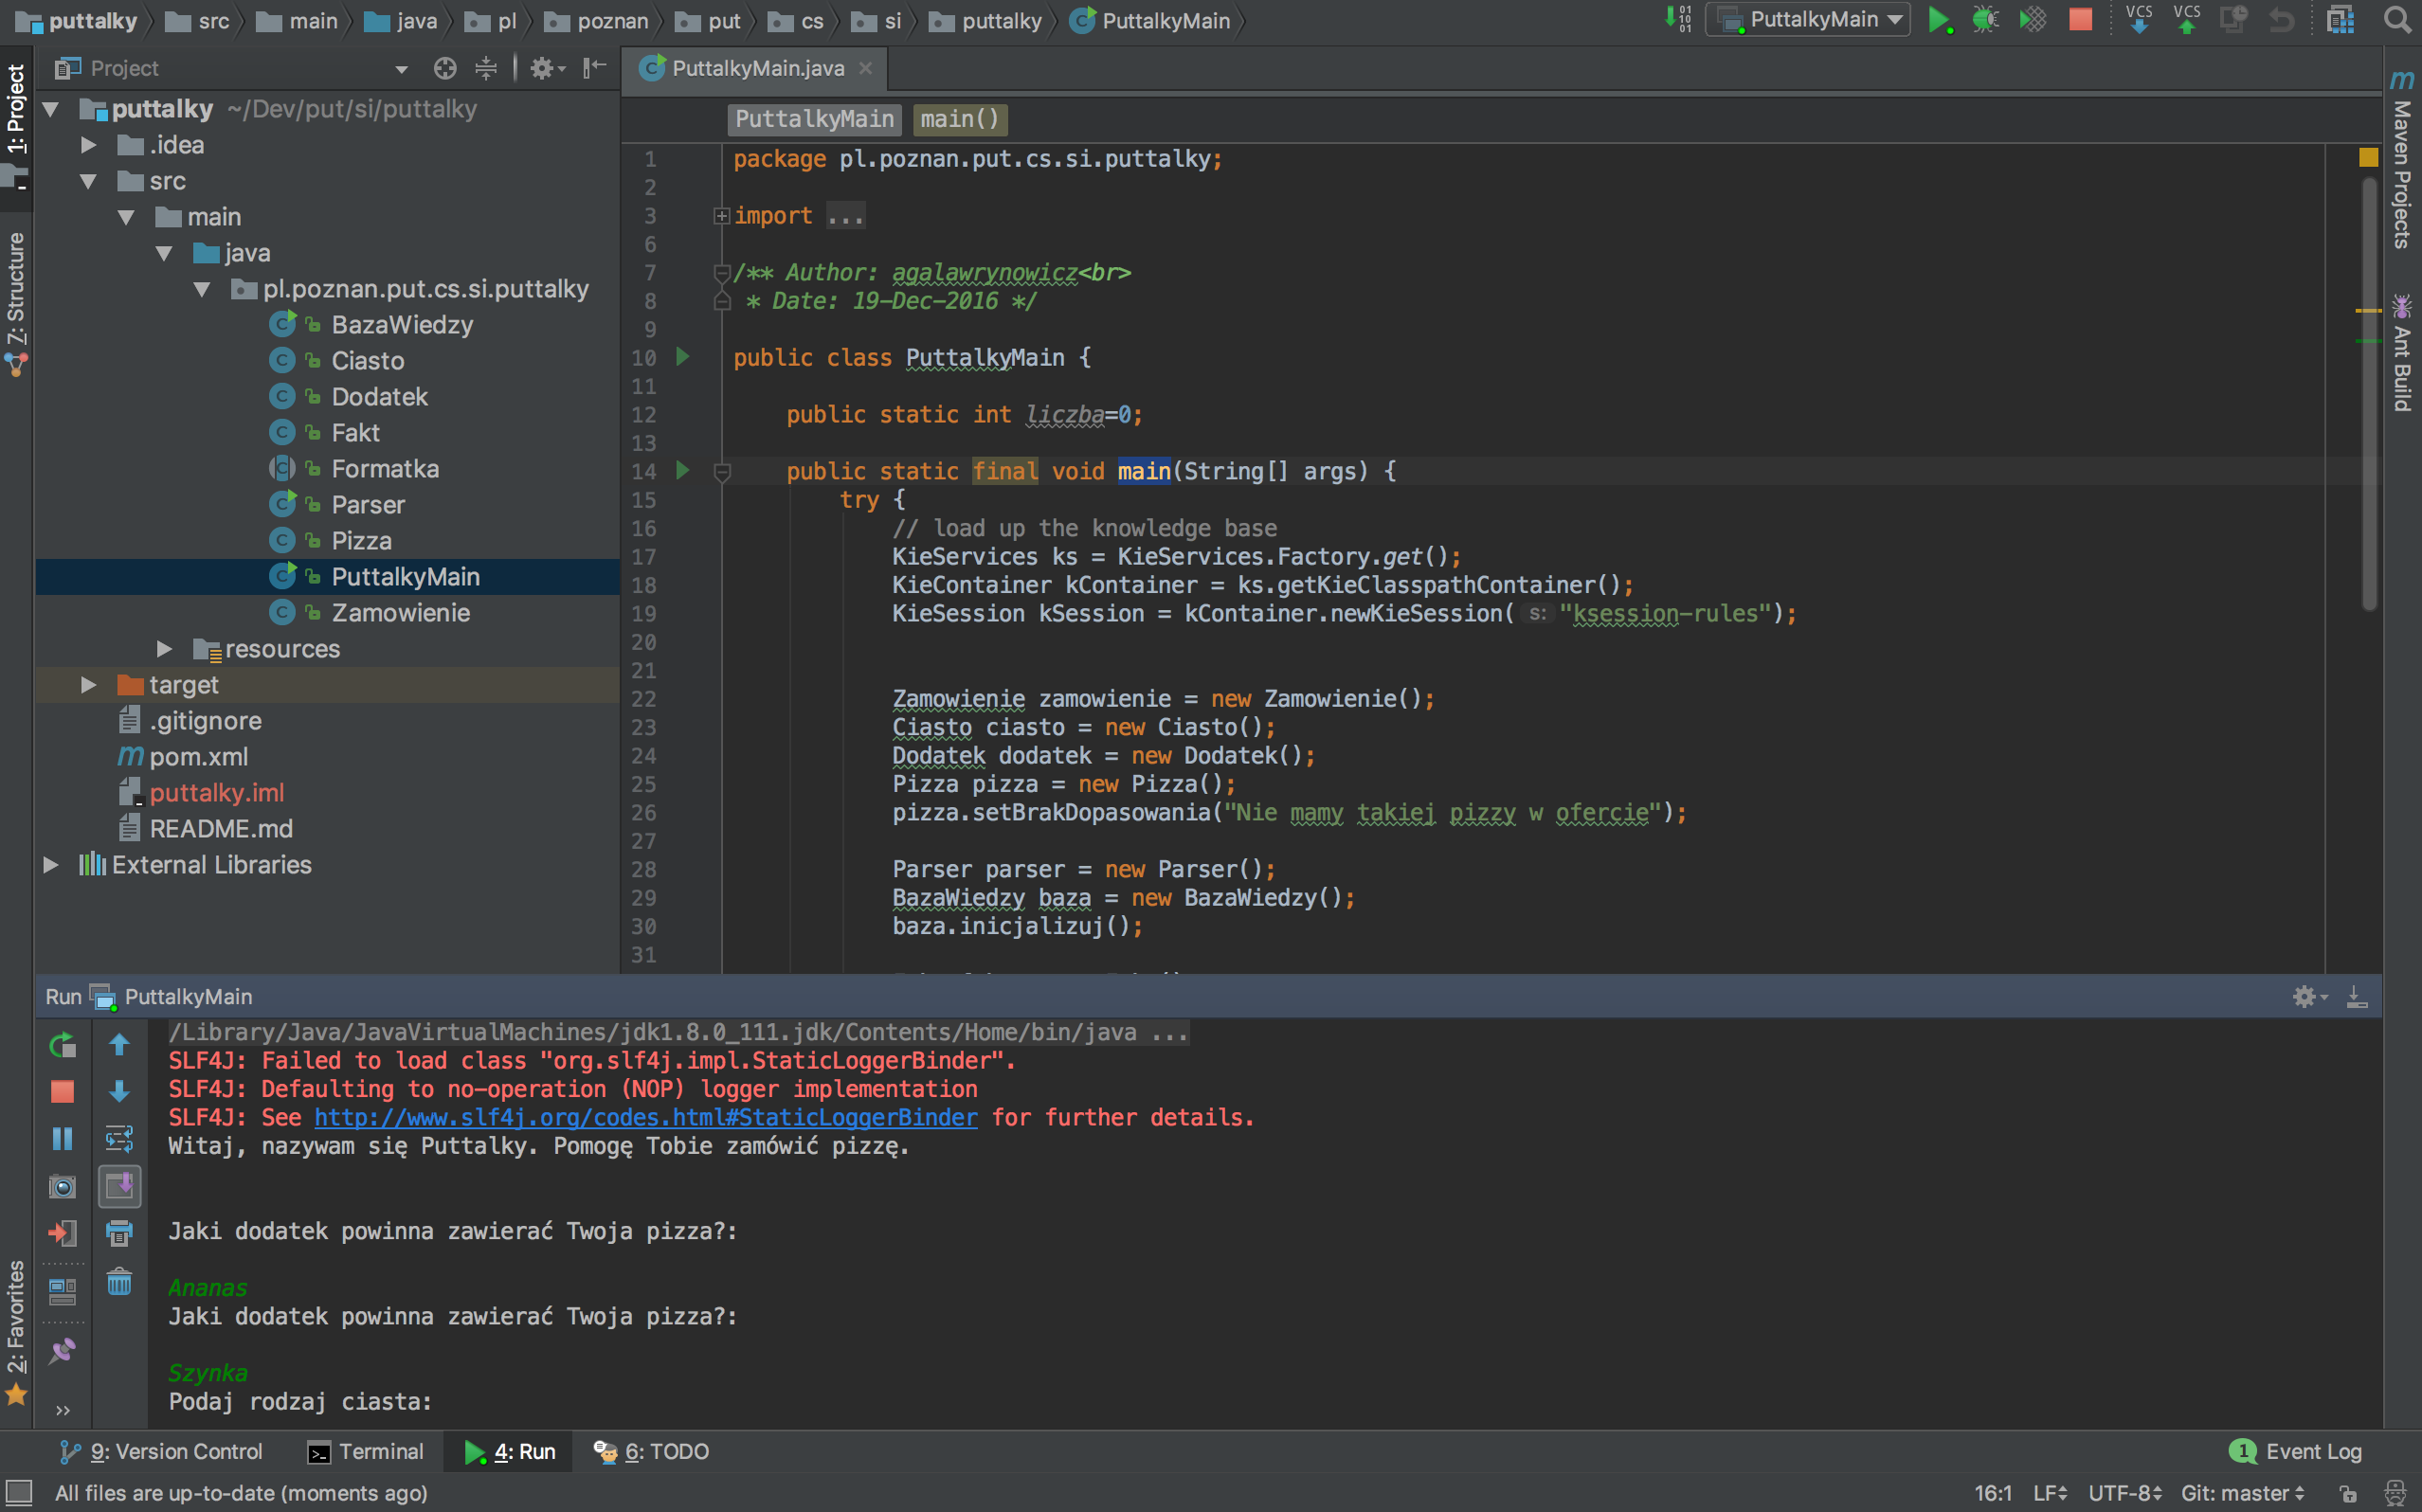 puttalky src main java pl poznan put cs si puttalky PuttalkyMain
PuttalkyMain VCS VCS
Project
PuttalkyMain.java
1: Project
7: Structure
2: Favorites
Maven Projects
Ant Build
puttalky ~/Dev/put/si/puttalky
.idea
src
main
java
pl.poznan.put.cs.si.puttalky
BazaWiedzy
Ciasto
Dodatek
Fakt
Formatka
Parser
Pizza
PuttalkyMain
Zamowienie
resources
target
.gitignore
pom.xml
puttalky.iml
README.md
External Libraries
PuttalkyMain main()
1 package pl.poznan.put.cs.si.puttalky;
2
3 import ...
6
7 /** Author: agalawrynowicz<br>
8 * Date: 19-Dec-2016 */
9
10 public class PuttalkyMain {
11
12 public static int liczba=0;
13
14 public static final void main(String[] args) {
15 try {
16 // load up the knowledge base
17 KieServices ks = KieServices.Factory.get();
18 KieContainer kContainer = ks.getKieClasspathContainer();
19 KieSession kSession = kContainer.newKieSession( s: "ksession-rules");
20
21
22 Zamowienie zamowienie = new Zamowienie();
23 Ciasto ciasto = new Ciasto();
24 Dodatek dodatek = new Dodatek();
25 Pizza pizza = new Pizza();
26 pizza.setBrakDopasowania("Nie mamy takiej pizzy w ofercie");
27
28 Parser parser = new Parser();
29 BazaWiedzy baza = new BazaWiedzy();
30 baza.inicjalizuj();
31
Run PuttalkyMain
/Library/Java/JavaVirtualMachines/jdk1.8.0_111.jdk/Contents/Home/bin/java ...
SLF4J: Failed to load class "org.slf4j.impl.StaticLoggerBinder".
SLF4J: Defaulting to no-operation (NOP) logger implementation
SLF4J: See http://www.slf4j.org/codes.html#StaticLoggerBinder for further details.
Witaj, nazywam się Puttalky. Pomogę Tobie zamówić pizzę.
Jaki dodatek powinna zawierać Twoja pizza?:
Ananas
Jaki dodatek powinna zawierać Twoja pizza?:
Szynka
Podaj rodzaj ciasta:
9: Version Control Terminal 4: Run 6: TODO 1 Event Log
All files are up-to-date (moments ago) 16:1 LF UTF-8 Git: master